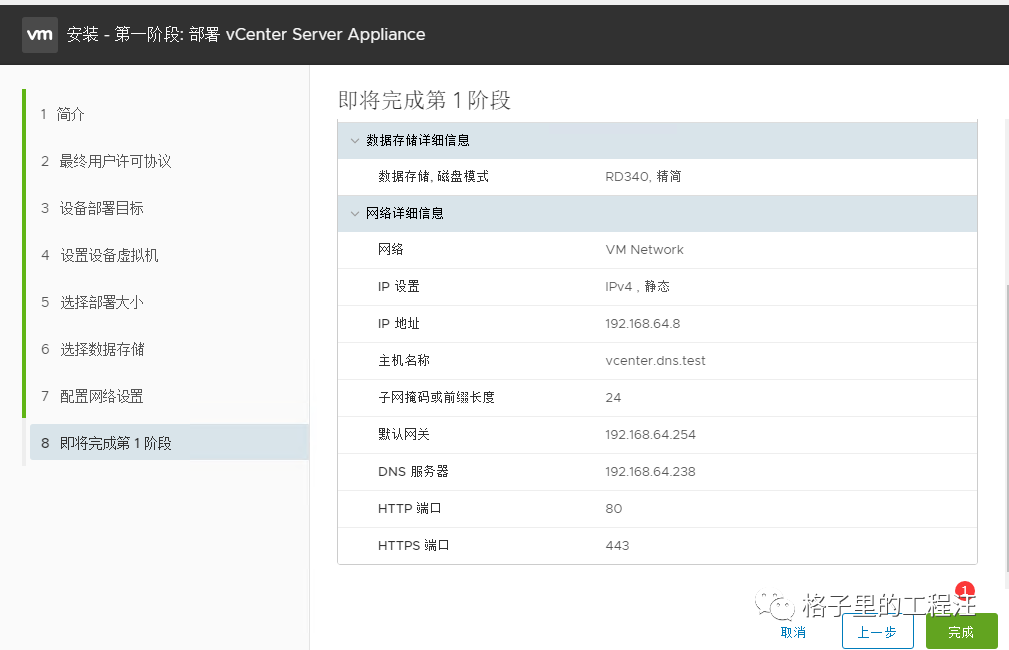 vm 安装 - 第一阶段: 部署 vCenter Server Appliance
1 简介
2 最终用户许可协议
3 设备部署目标
4 设置设备虚拟机
5 选择部署大小
6 选择数据存储
7 配置网络设置
8 即将完成第 1 阶段
即将完成第 1 阶段
数据存储详细信息
数据存储, 磁盘模式 RD340, 精简
网络详细信息
网络 VM Network
IP 设置 IPv4 , 静态
IP 地址 192.168.64.8
主机名称 vcenter.dns.test
子网掩码或前缀长度 24
默认网关 192.168.64.254
DNS 服务器 192.168.64.238
HTTP 端口 80
HTTPS 端口 443
1
格子里的工程汪
取消 上一步 完成